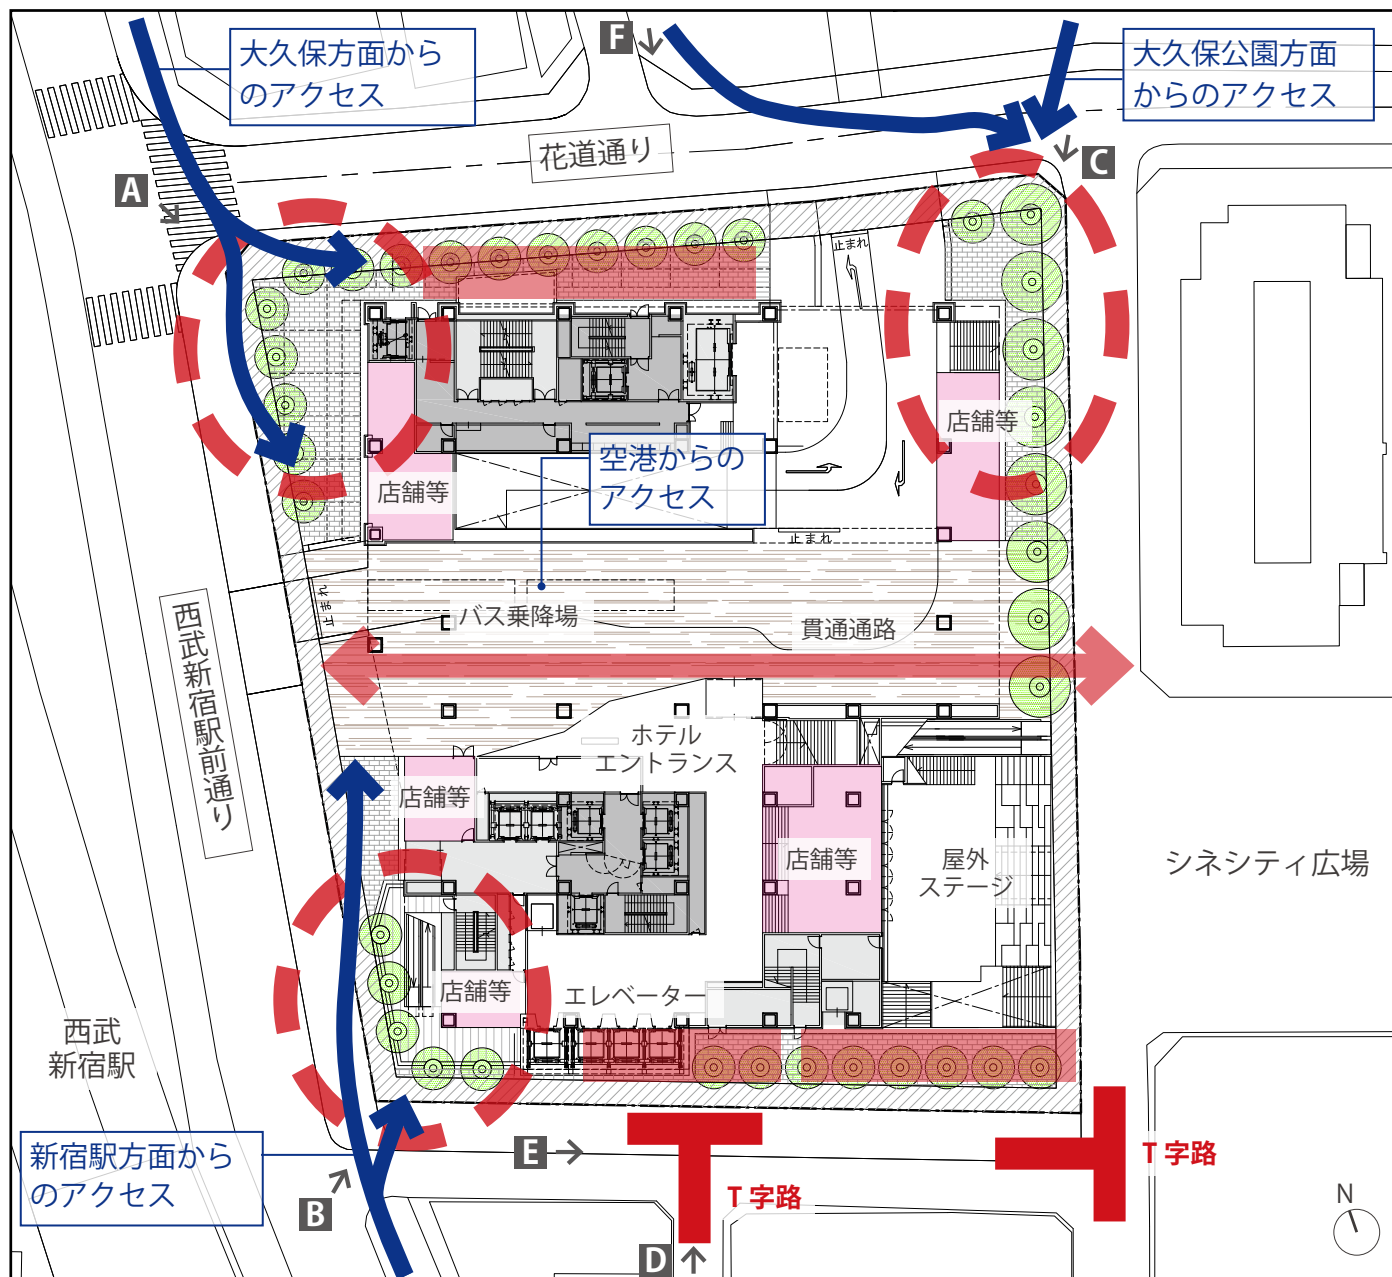 大久保方面から
のアクセス
F
大久保公園方面
からのアクセス
花道通り
C
A
止まれ
店舗等
空港からの
アクセス
店舗等
止まれ
止まれ
バス乗降場
貫通通路
西武新宿駅前通り
ホテル
エントランス
店舗等
店舗等
屋外
ステージ
シネシティ広場
店舗等
エレベーター
西武
新宿駅
新宿駅方面から
のアクセス
E
T字路
T字路
B
D
N